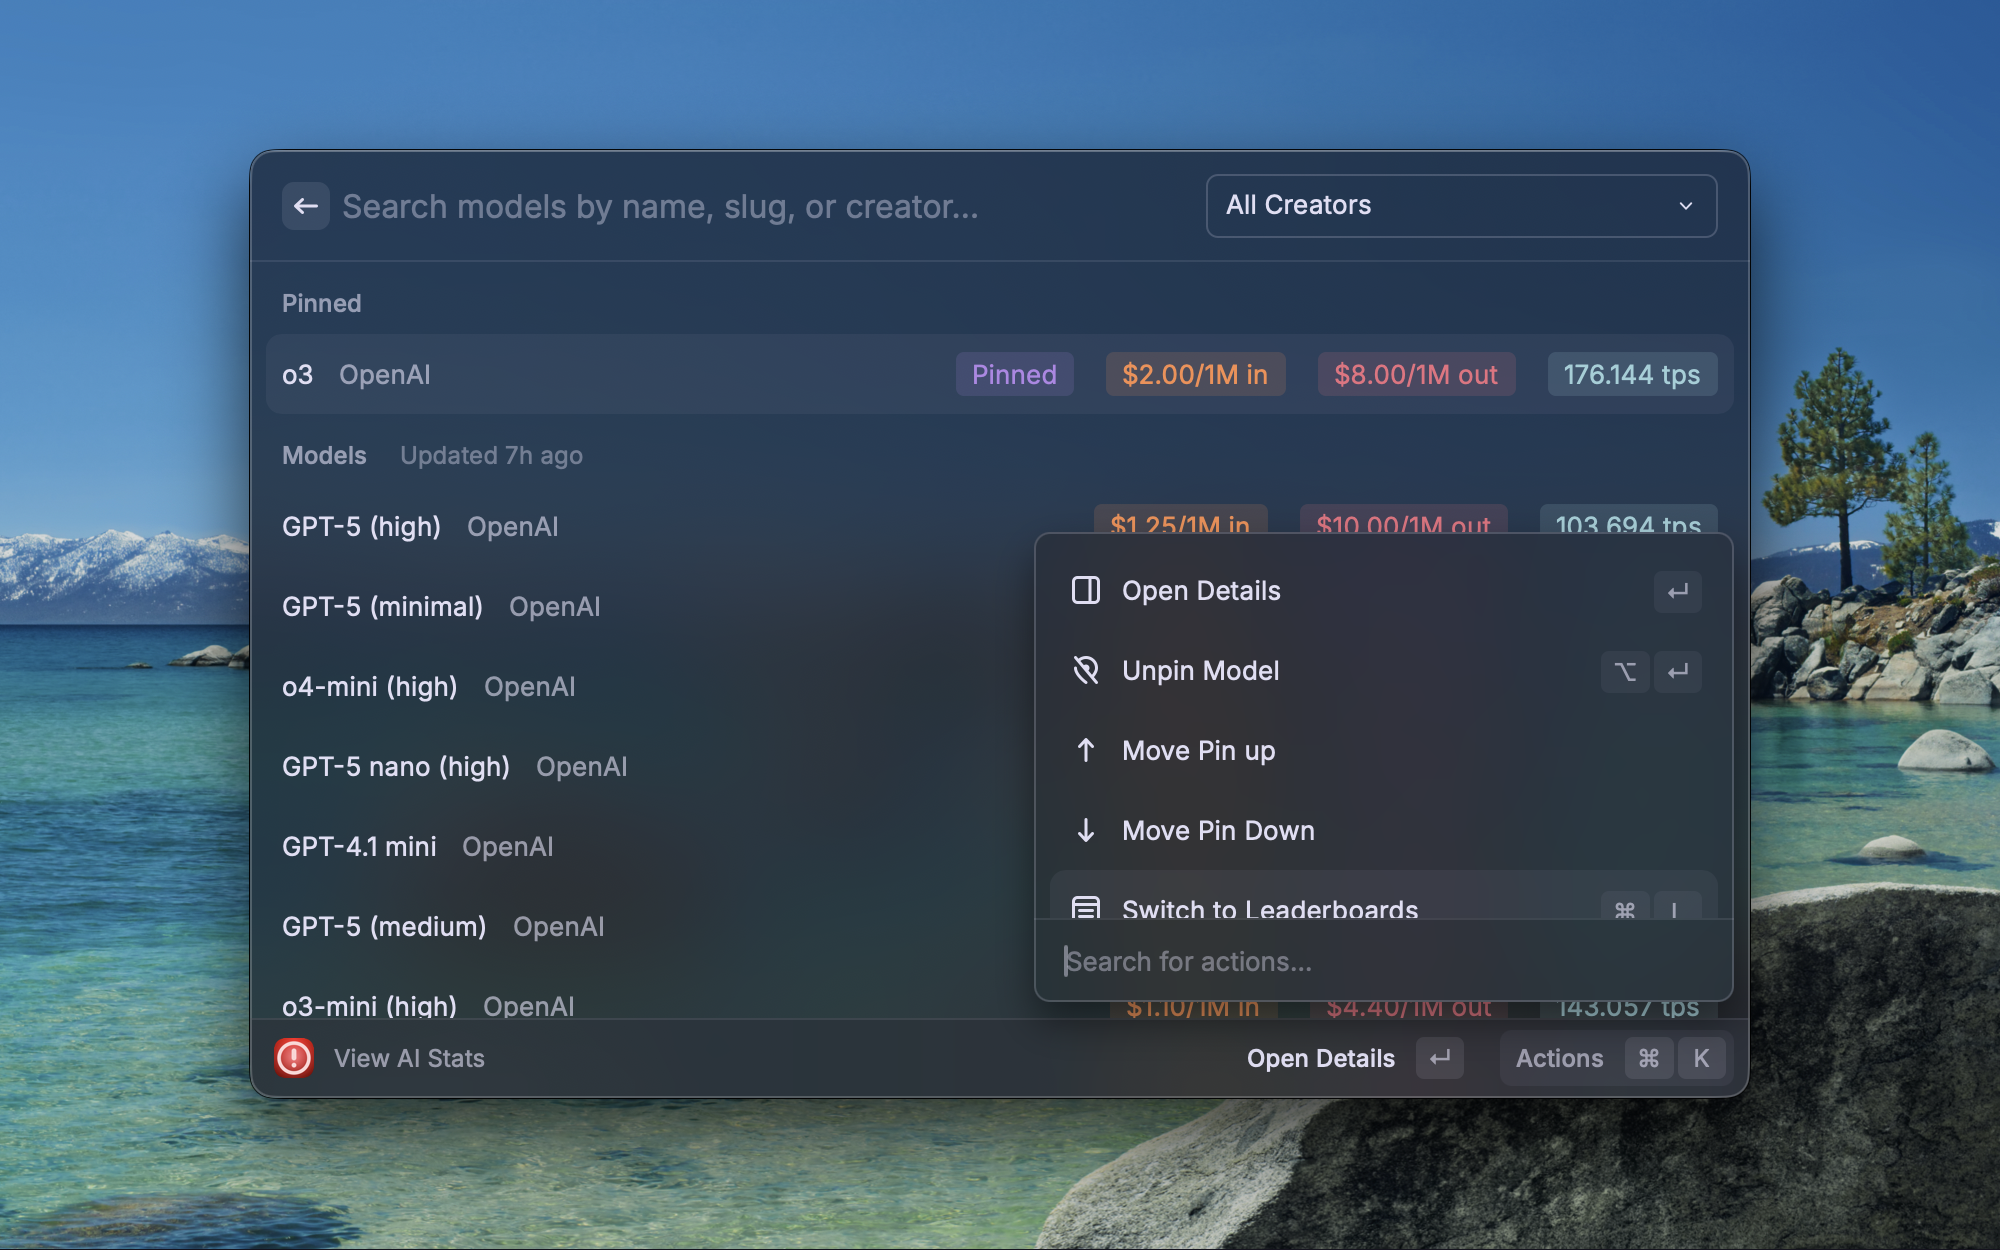 Search models by name, slug, or creator...
All Creators
Pinned
o3 OpenAI Pinned $2.00/1M in $8.00/1M out 176.144 tps
Models Updated 7h ago
GPT-5 (high) OpenAI $1.25/1M in $10.00/1M out 103.694 tps
GPT-5 (minimal) OpenAI
o4-mini (high) OpenAI
GPT-5 nano (high) OpenAI
GPT-4.1 mini OpenAI
GPT-5 (medium) OpenAI
o3-mini (high) OpenAI $1.10/1M in $4.40/1M out 143.057 tps
Open Details ↵
Unpin Model ⌥ ↵
Move Pin up
Move Pin Down
Switch to Leaderboards ⌘ L
Search for actions...
View AI Stats
Open Details ↵
Actions ⌘ K